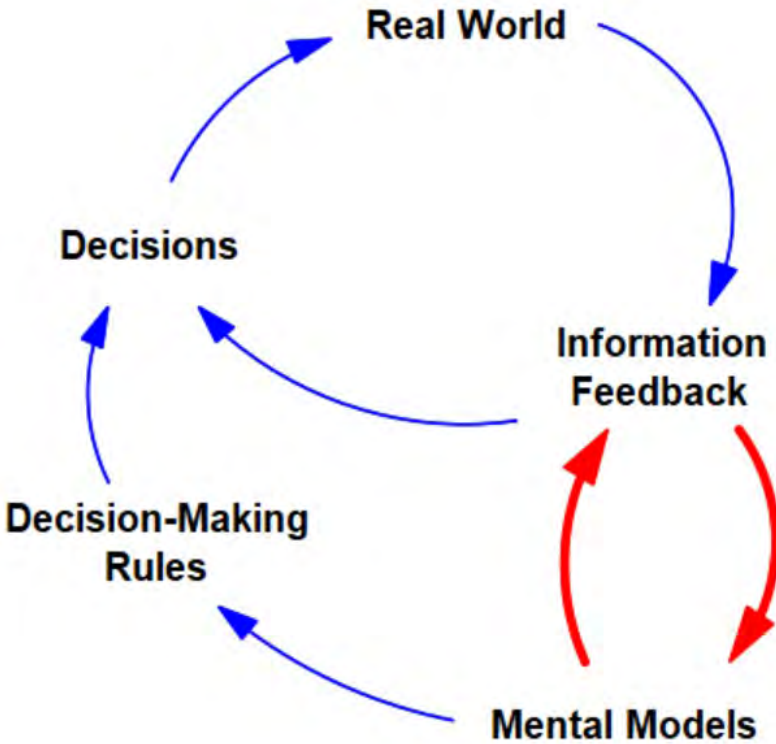 Real World
Decisions
Information
Feedback
Decision-Making
Rules
Mental Models